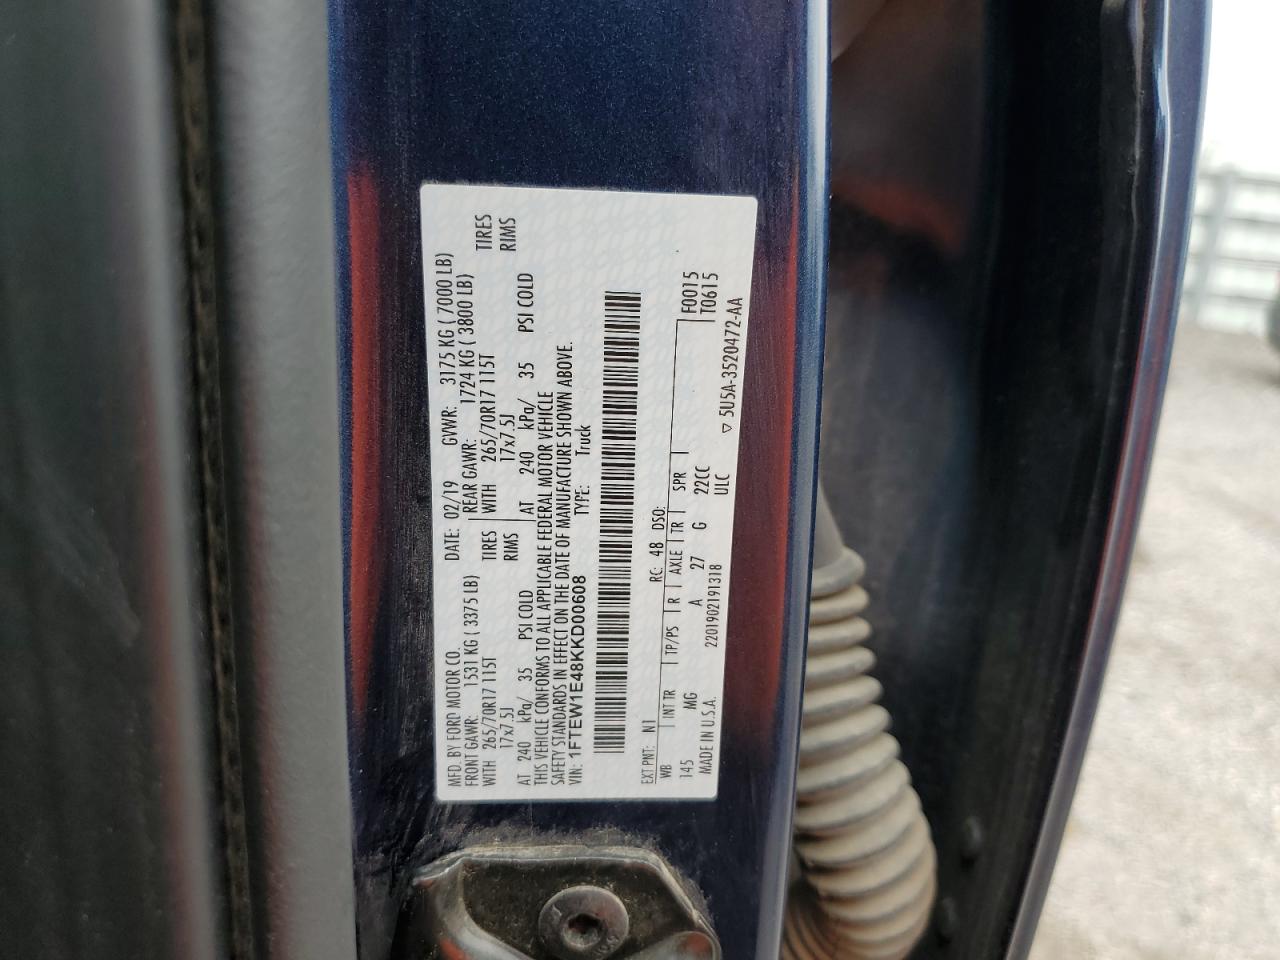 MFD. BY FORD MOTOR CO.
DATE: 02/19 GVWR: 3175 KG ( 7000 LB)
FRONT GAWR: 1531 KG ( 3375 LB) REAR GAWR: 1724 KG ( 3800 LB)
WITH 265/70R17 115T TIRES WITH 265/70R17 115T TIRES
17x7.5J RIMS 17x7.5J RIMS
AT 240 kPa/ 35 PSI COLD AT 240 kPa/ 35 PSI COLD
THIS VEHICLE CONFORMS TO ALL APPLICABLE FEDERAL MOTOR VEHICLE
SAFETY STANDARDS IN EFFECT ON THE DATE OF MANUFACTURE SHOWN ABOVE.
VIN: 1FTEW1E48KKD00608 TYPE: Truck
EXT PNT: N1 RC: 48 DSO:
WB INT TR TP/PS R AXLE TR SPR F0015
145 MG A 27 G 22CC T0615
MADE IN U.S.A. 2201902191318 ULC ▽ 5U5A-3520472-AA